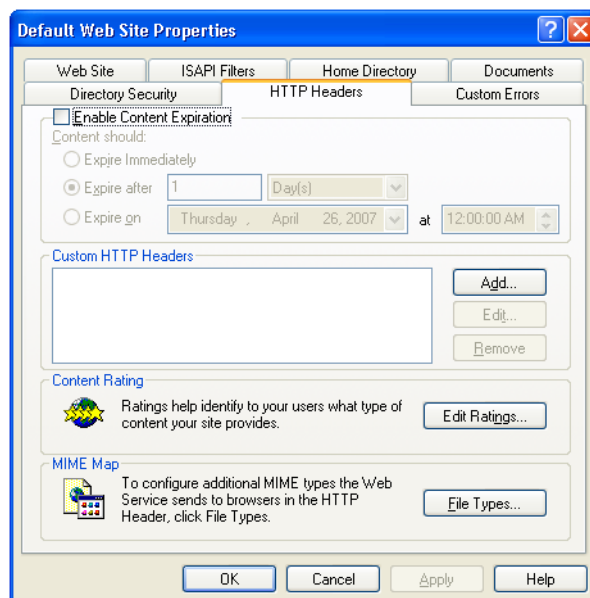 Default Web Site Properties
Web Site ISAPI Filters Home Directory Documents
Directory Security HTTP Headers Custom Errors
Enable Content Expiration
Content should:
Expire Immediately
Expire after 1 Day(s)
Expire on Thursday , April 26, 2007 at 12:00:00 AM
Custom HTTP Headers
Add...
Edit...
Remove
Content Rating
Ratings help identify to your users what type of
content your site provides.
Edit Ratings...
MIME Map
To configure additional MIME types the Web
Service sends to browsers in the HTTP
Header, click File Types.
File Types...
OK Cancel Apply Help